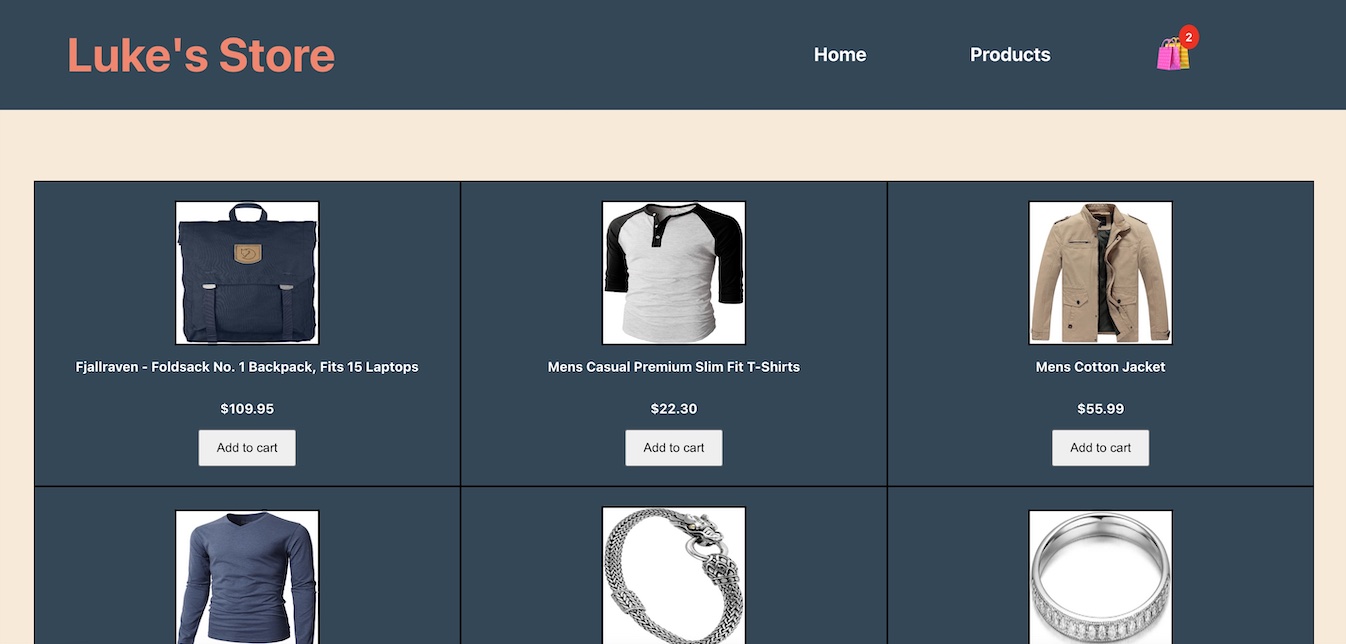 Luke's Store
Home
Products
2
Fjallraven - Foldsack No. 1 Backpack, Fits 15 Laptops
$109.95
Add to cart
Mens Casual Premium Slim Fit T-Shirts
$22.30
Add to cart
Mens Cotton Jacket
$55.99
Add to cart